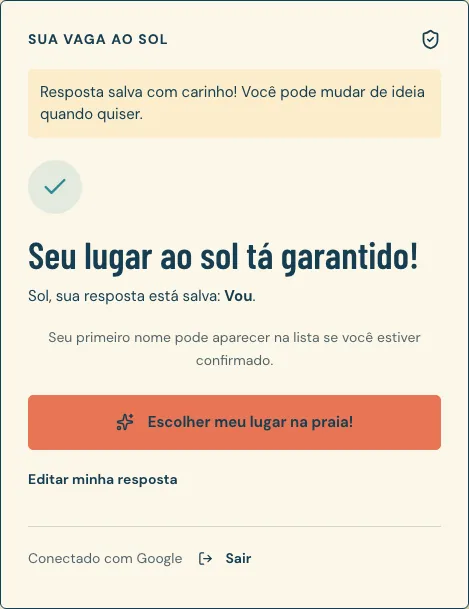 SUA VAGA AO SOL
Resposta salva com carinho! Você pode mudar de ideia
quando quiser.
Seu lugar ao sol tá garantido!
Sol, sua resposta está salva: Vou.
Seu primeiro nome pode aparecer na lista se você estiver
confirmado.
Escolher meu lugar na praia!
Editar minha resposta
Conectado com Google Sair